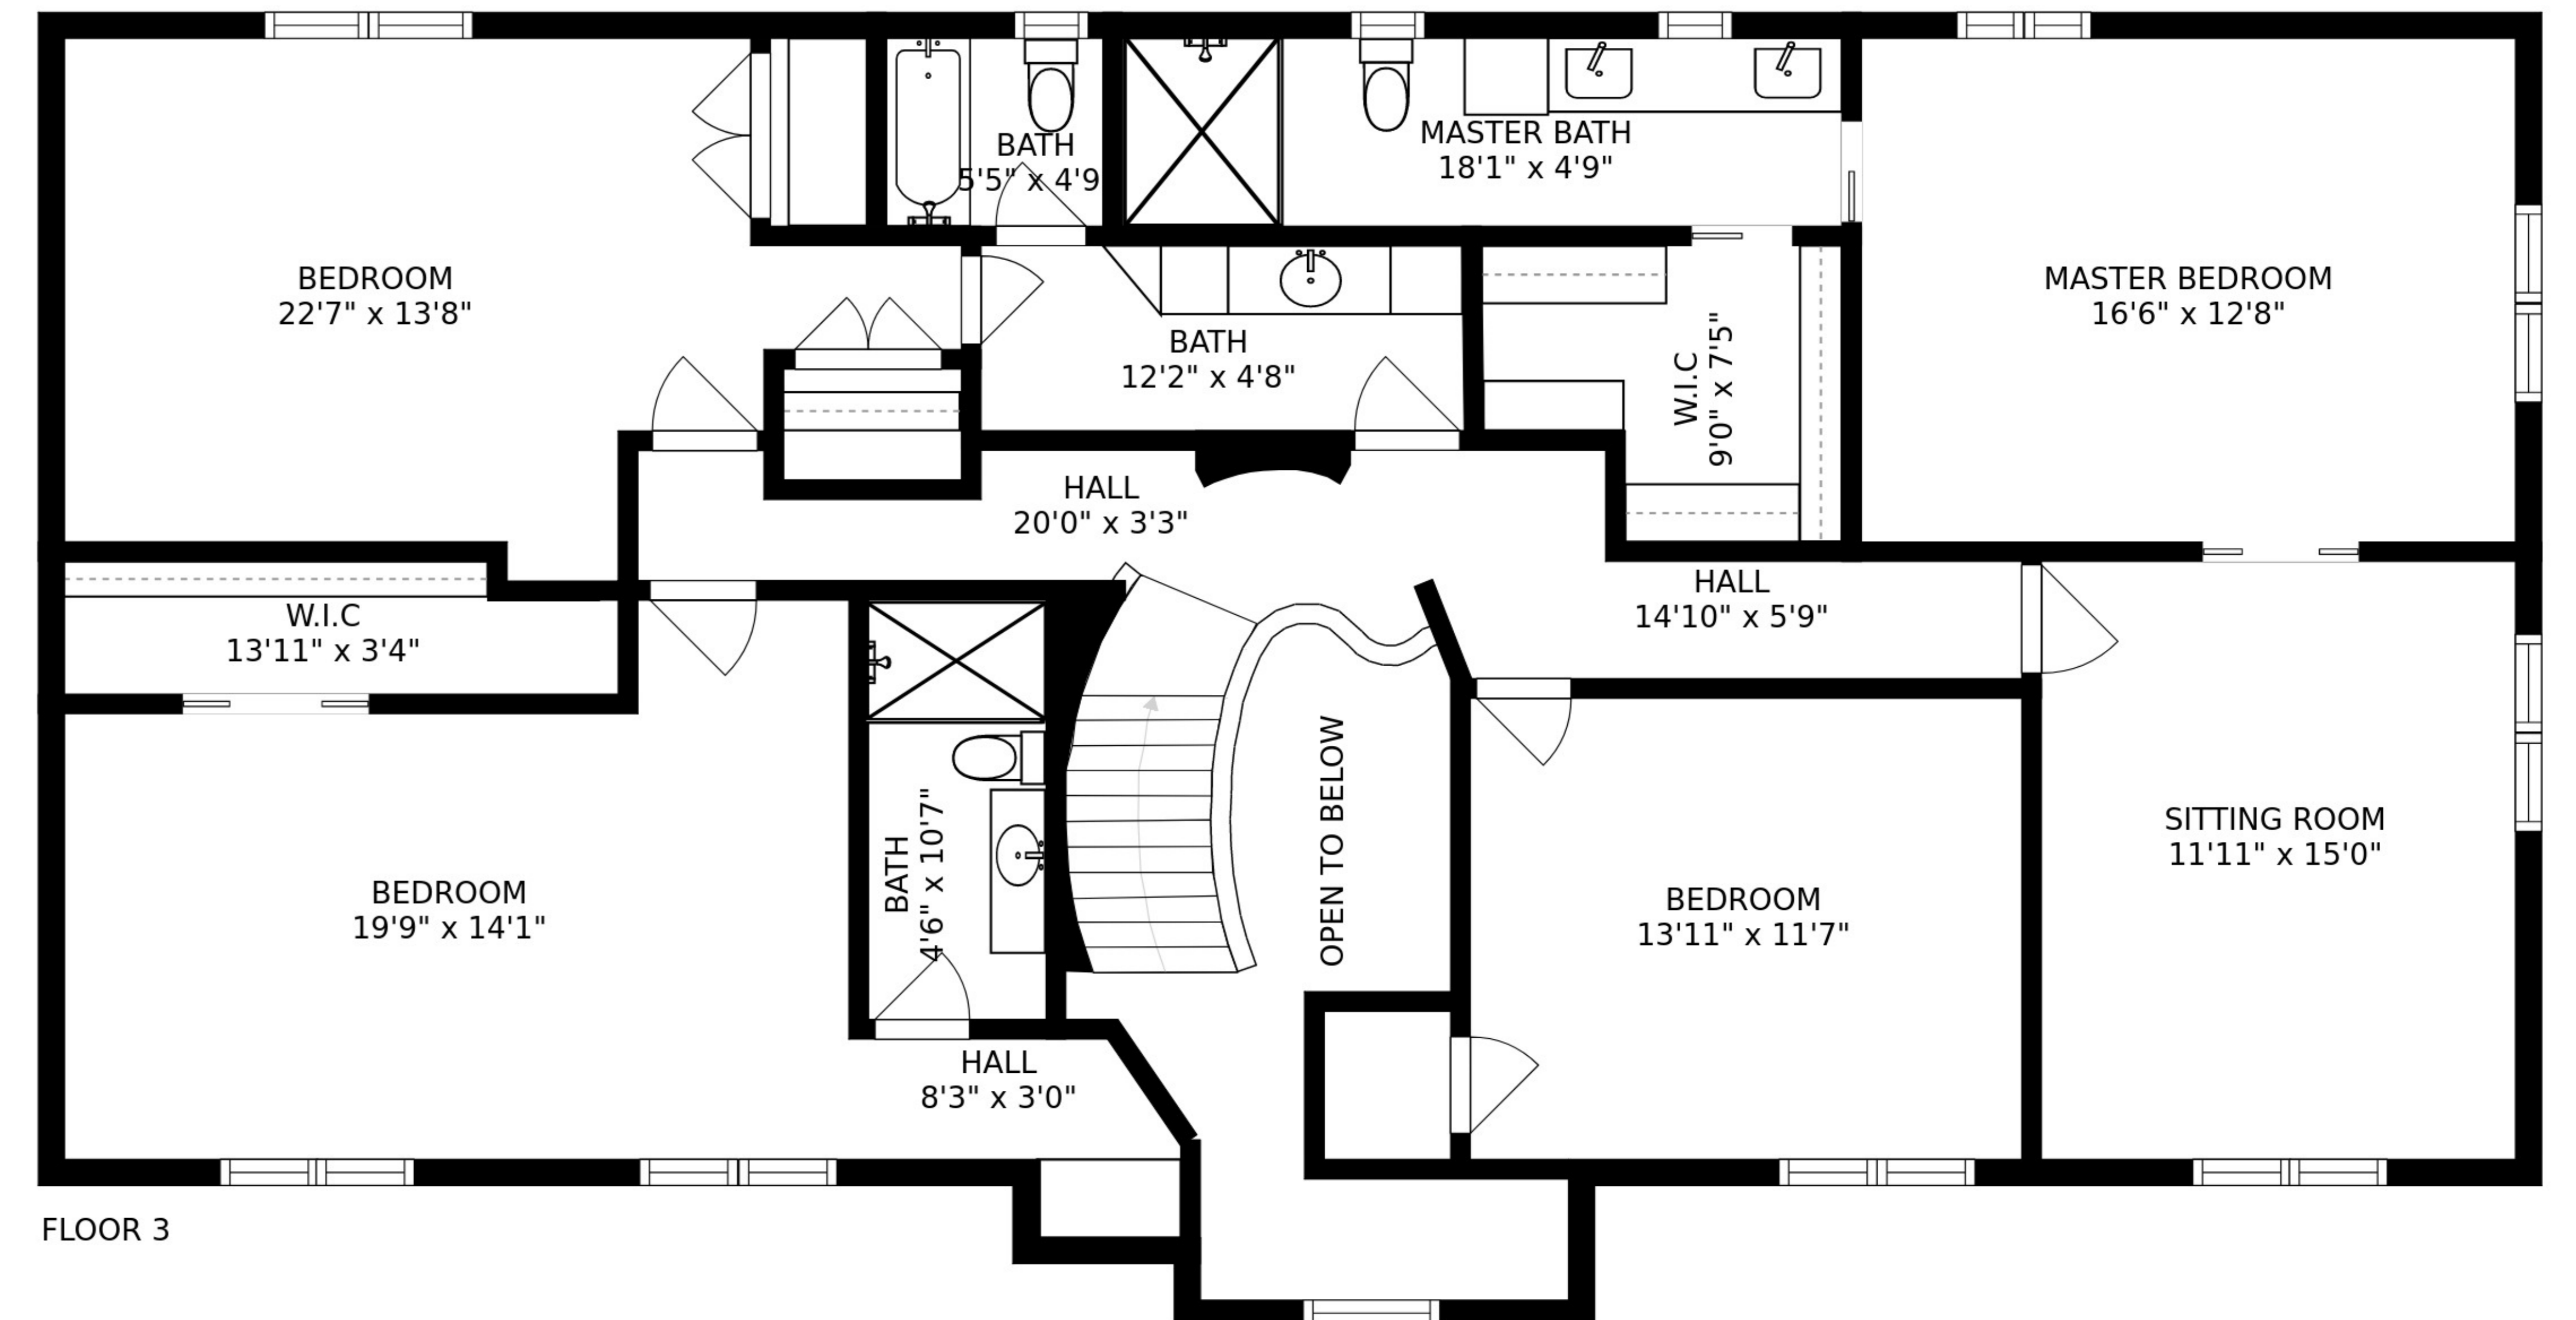 BATH
5'5" x 4'9
MASTER BATH
18'1" x 4'9"
BEDROOM
22'7" x 13'8"
MASTER BEDROOM
16'6" x 12'8"
BATH
12'2" x 4'8"
W.I.C
9'0" x 7'5"
HALL
20'0" x 3'3"
HALL
14'10" x 5'9"
W.I.C
13'11" x 3'4"
OPEN TO BELOW
SITTING ROOM
11'11" x 15'0"
BATH
4'6" x 10'7"
BEDROOM
19'9" x 14'1"
BEDROOM
13'11" x 11'7"
HALL
8'3" x 3'0"
FLOOR 3